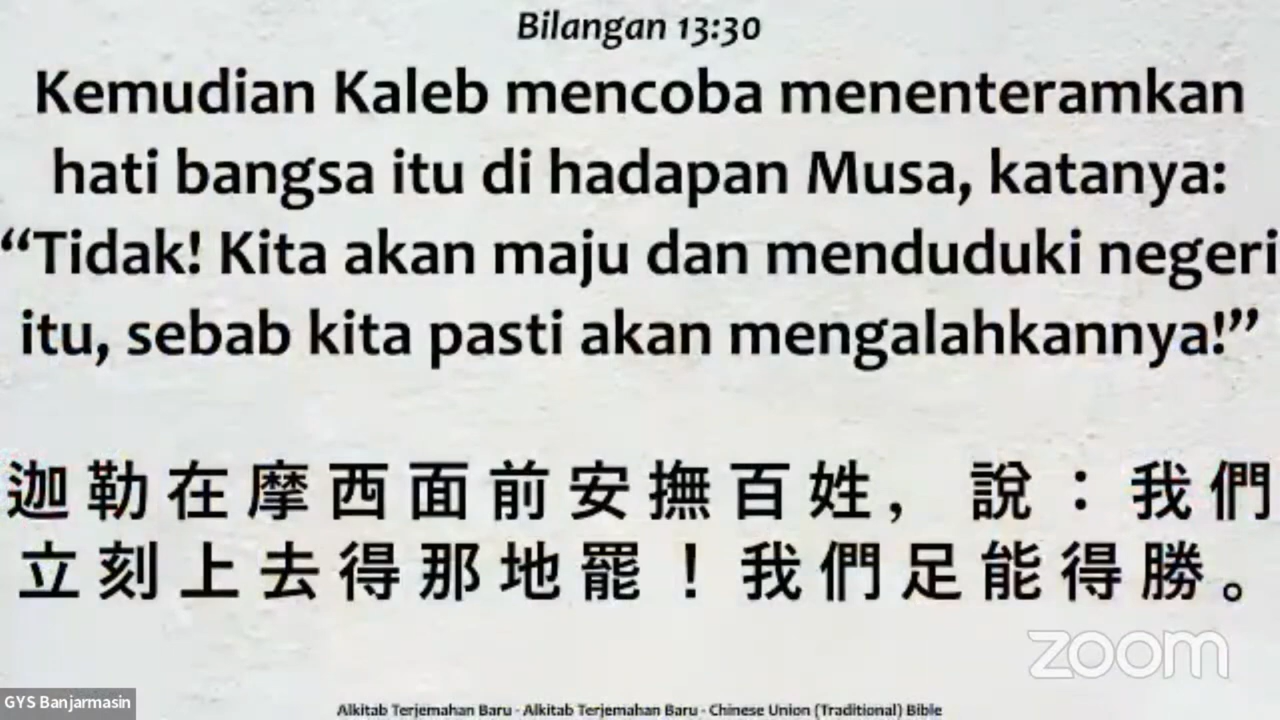 Bilangan 13:30
Kemudian Kaleb mencoba menenteramkan
hati bangsa itu di hadapan Musa, katanya:
“Tidak! Kita akan maju dan menduduki negeri
itu, sebab kita pasti akan mengalahkannya!”
迦勒在摩西面前安撫百姓，說：我們
立刻上去得那地罷！我們足能得勝。
zoom
GYS Banjarmasin
Alkitab Terjemahan Baru - Alkitab Terjemahan Baru - Chinese Union (Traditional) Bible